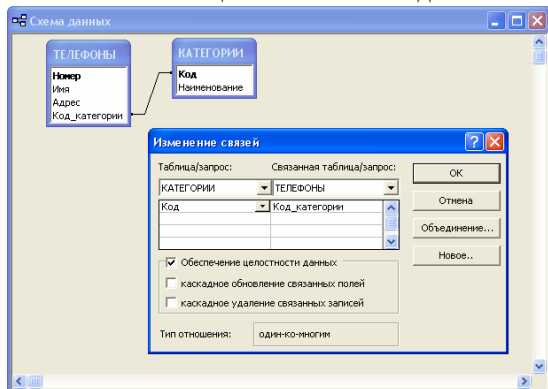 Схема данных
ТЕЛЕФОНЫ
Номер
Имя
Адрес
Код_категории
КАТЕГОРИИ
Код
Наименование
Изменение связей
Таблица/запрос: Связанная таблица/запрос:
КАТЕГОРИИ ТЕЛЕФОНЫ
Код Код_категории
Обеспечение целостности данных
каскадное обновление связанных полей
каскадное удаление связанных записей
Тип отношения: один-ко-многим
ОК
Отмена
Объединение...
Новое..